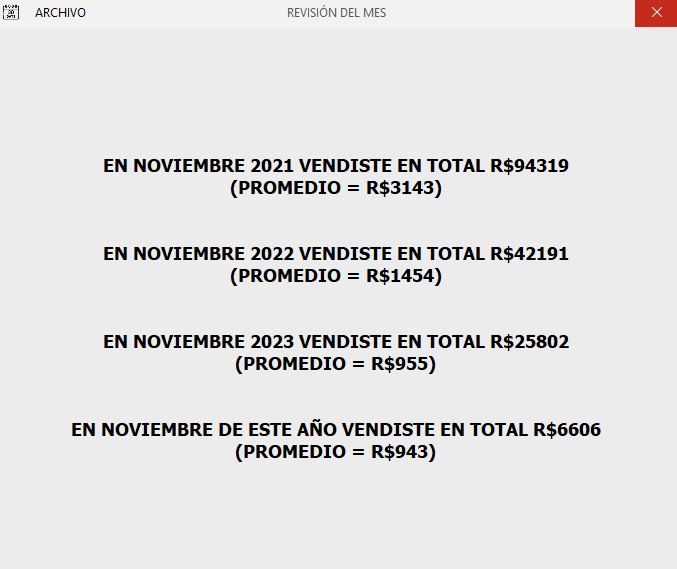 ARCHIVO
REVISIÓN DEL MES
EN NOVIEMBRE 2021 VENDISTE EN TOTAL R$94319
(PROMEDIO = R$3143)
EN NOVIEMBRE 2022 VENDISTE EN TOTAL R$42191
(PROMEDIO = R$1454)
EN NOVIEMBRE 2023 VENDISTE EN TOTAL R$25802
(PROMEDIO = R$955)
EN NOVIEMBRE DE ESTE AÑO VENDISTE EN TOTAL R$6606
(PROMEDIO = R$943)